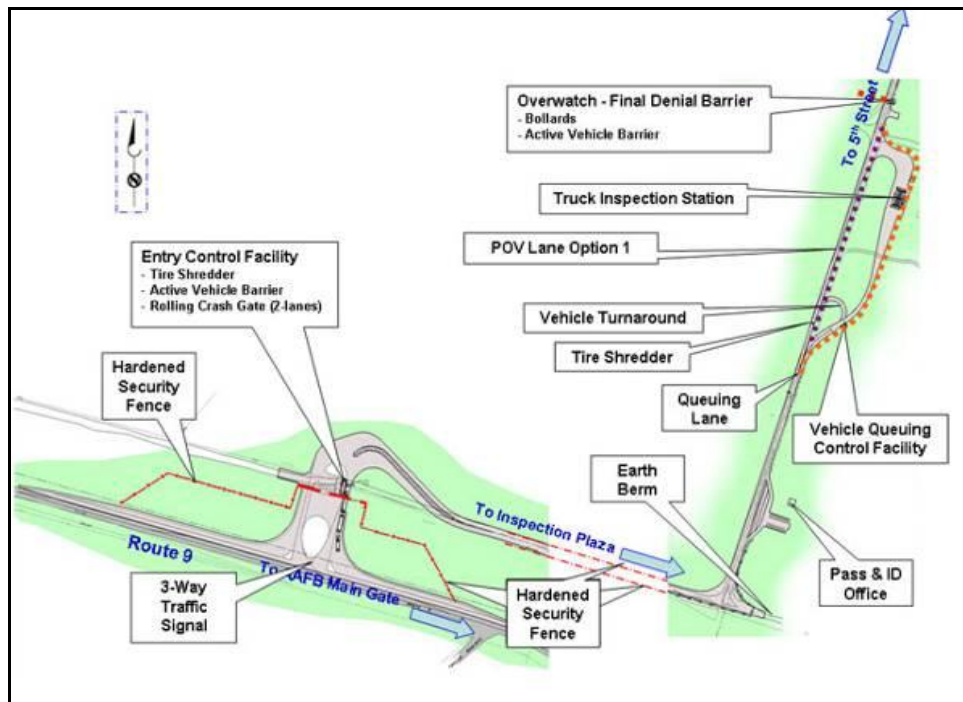 Overwatch - Final Denial Barrier
- Bollards
- Active Vehicle Barrier
To 5th Street
Truck Inspection Station
POV Lane Option 1
Entry Control Facility
- Tire Shredder
- Active Vehicle Barrier
- Rolling Crash Gate (2-lanes)
Vehicle Turnaround
Tire Shredder
Hardened
Security
Fence
Queuing
Lane
Vehicle Queuing
Control Facility
Earth
Berm
To Inspection Plaza
Route 9
To AAFB Main Gate
3-Way
Traffic
Signal
Hardened
Security
Fence
Pass & ID
Office